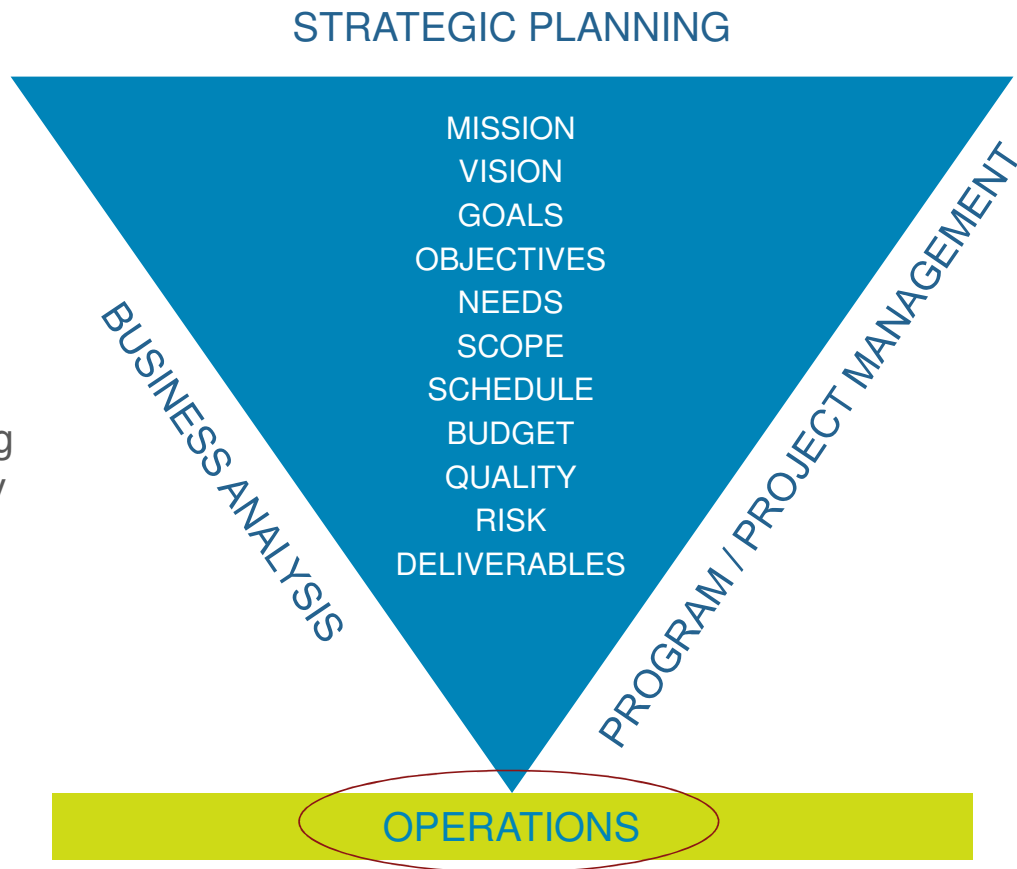 STRATEGIC PLANNING
MISSION
VISION
GOALS
OBJECTIVES
NEEDS
SCOPE
SCHEDULE
BUDGET
QUALITY
RISK
DELIVERABLES
BUSINESS ANALYSIS
PROGRAM / PROJECT MANAGEMENT
OPERATIONS